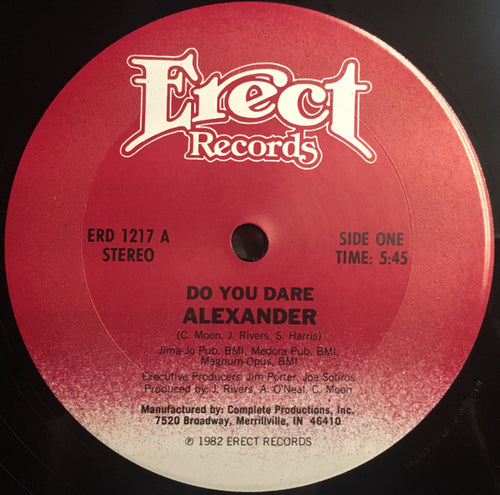 Erect
Records
ERD 1217 A
STEREO
SIDE ONE
TIME: 5:45
DO YOU DARE
ALEXANDER
(C. Moon, J. Rivers, S. Harris)
Jima-Jo Pub. BMI, Medora Pub. BMI,
Magnum-Opus, BMI
Executive Producers: Jim Porter, Joe Sotiros
Produced by: J. Rivers, A. O'Neal, C. Moon
Manufactured by: Complete Productions, Inc.
7520 Broadway, Merrillville, IN 46410
℗ 1982 ERECT RECORDS